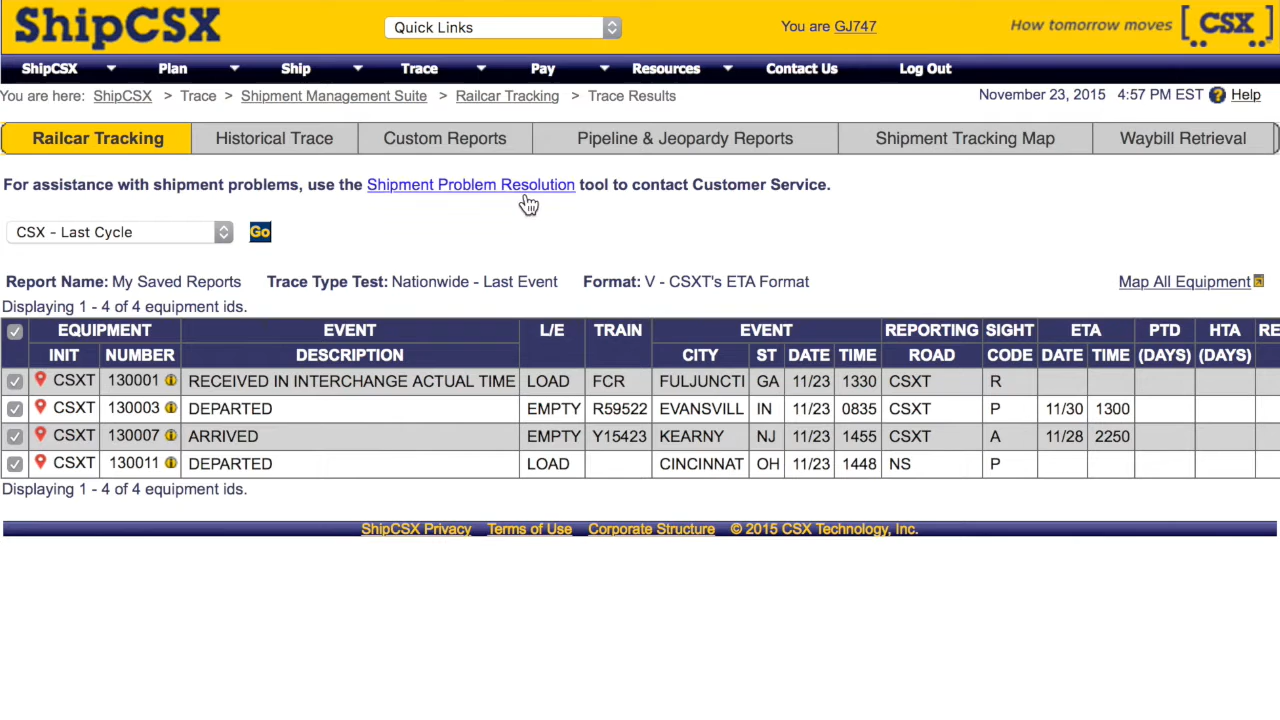 ShipCSX
Quick Links
You are GJ747
How tomorrow moves
CSX
ShipCSX Plan Ship Trace Pay Resources Contact Us Log Out
You are here: ShipCSX > Trace > Shipment Management Suite > Railcar Tracking > Trace Results
November 23, 2015 4:57 PM EST ? Help
Railcar Tracking Historical Trace Custom Reports Pipeline & Jeopardy Reports Shipment Tracking Map Waybill Retrieval
For assistance with shipment problems, use the Shipment Problem Resolution tool to contact Customer Service.
CSX - Last Cycle Go
Report Name: My Saved Reports Trace Type Test: Nationwide - Last Event Format: V - CSXT's ETA Format Map All Equipment
Displaying 1 - 4 of 4 equipment ids.
EQUIPMENT EVENT L/E TRAIN EVENT REPORTING SIGHT ETA PTD HTA RE
INIT NUMBER DESCRIPTION CITY ST DATE TIME ROAD CODE DATE TIME (DAYS) (DAYS)
CSXT 130001 RECEIVED IN INTERCHANGE ACTUAL TIME LOAD FCR FULJUNCTI GA 11/23 1330 CSXT R
CSXT 130003 DEPARTED EMPTY R59522 EVANSVILL IN 11/23 0835 CSXT P 11/30 1300
CSXT 130007 ARRIVED EMPTY Y15423 KEARNY NJ 11/23 1455 CSXT A 11/28 2250
CSXT 130011 DEPARTED LOAD CINCINNAT OH 11/23 1448 NS P
Displaying 1 - 4 of 4 equipment ids.
ShipCSX Privacy Terms of Use Corporate Structure © 2015 CSX Technology, Inc.